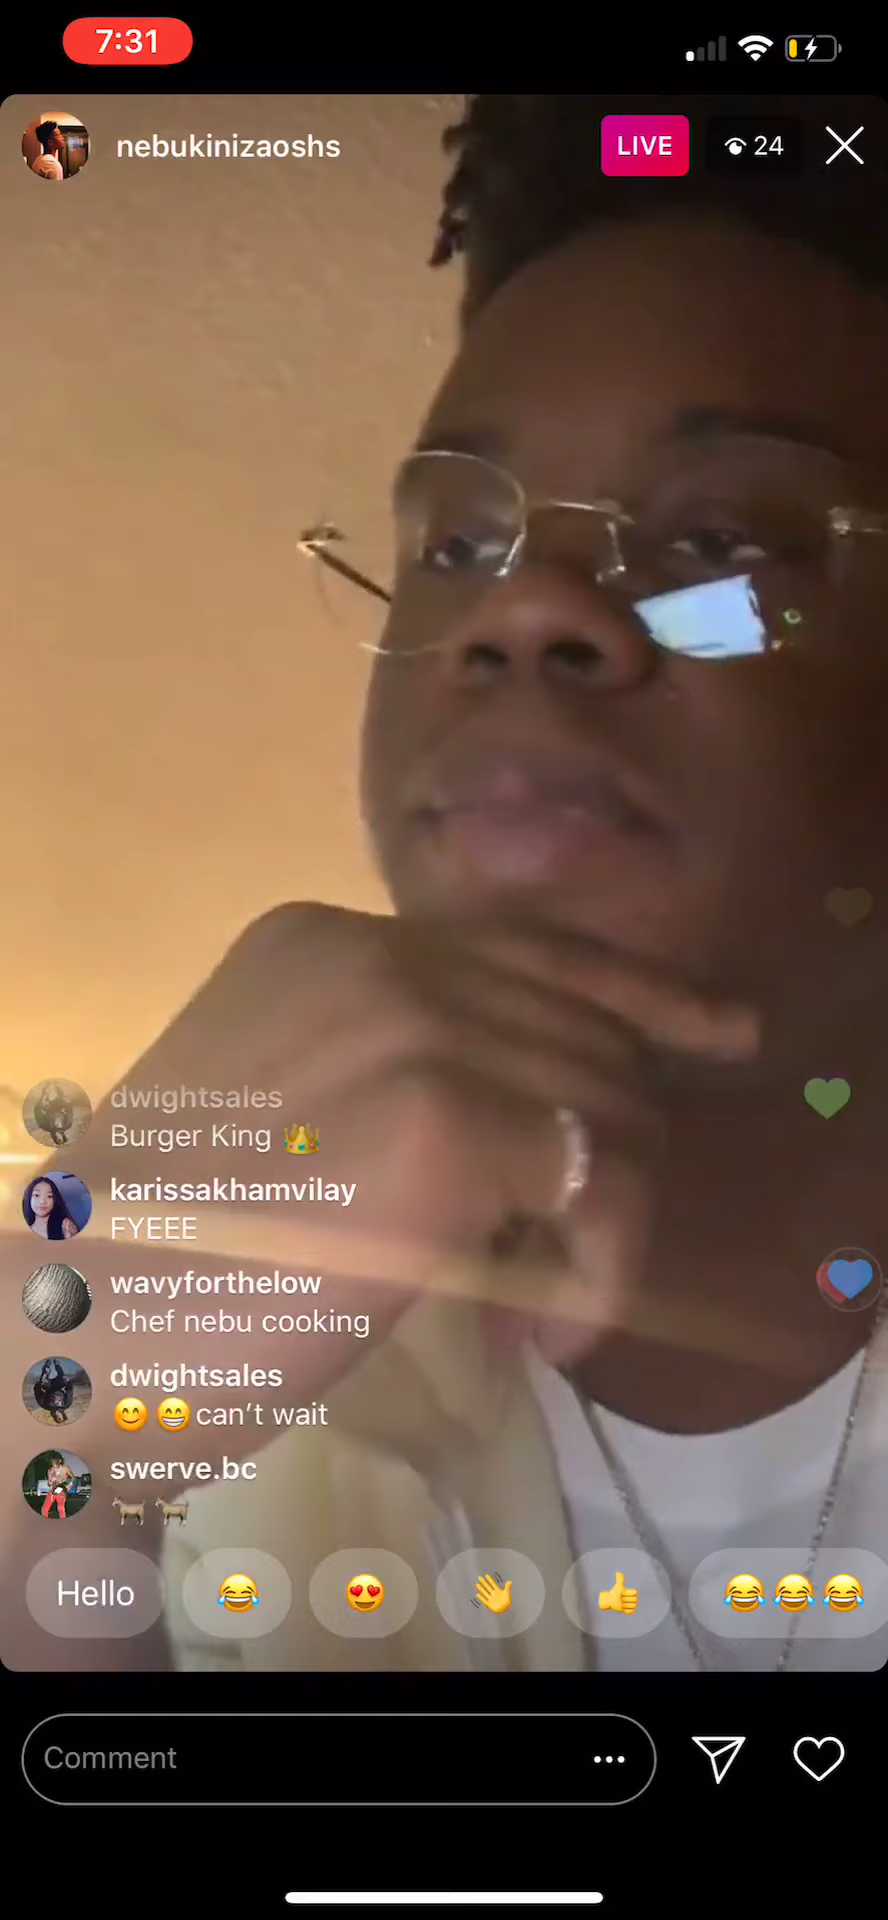 7:31
nebukinizaoshs
LIVE
24
dwightsales
Burger King 👑
karissakhamvilay
FYEEE
wavyforthelow
Chef nebu cooking
dwightsales
😊 😁 can’t wait
swerve.bc
🐐 🐐
Hello 😂 😍 👋 👍 😂 😂 😂
Comment